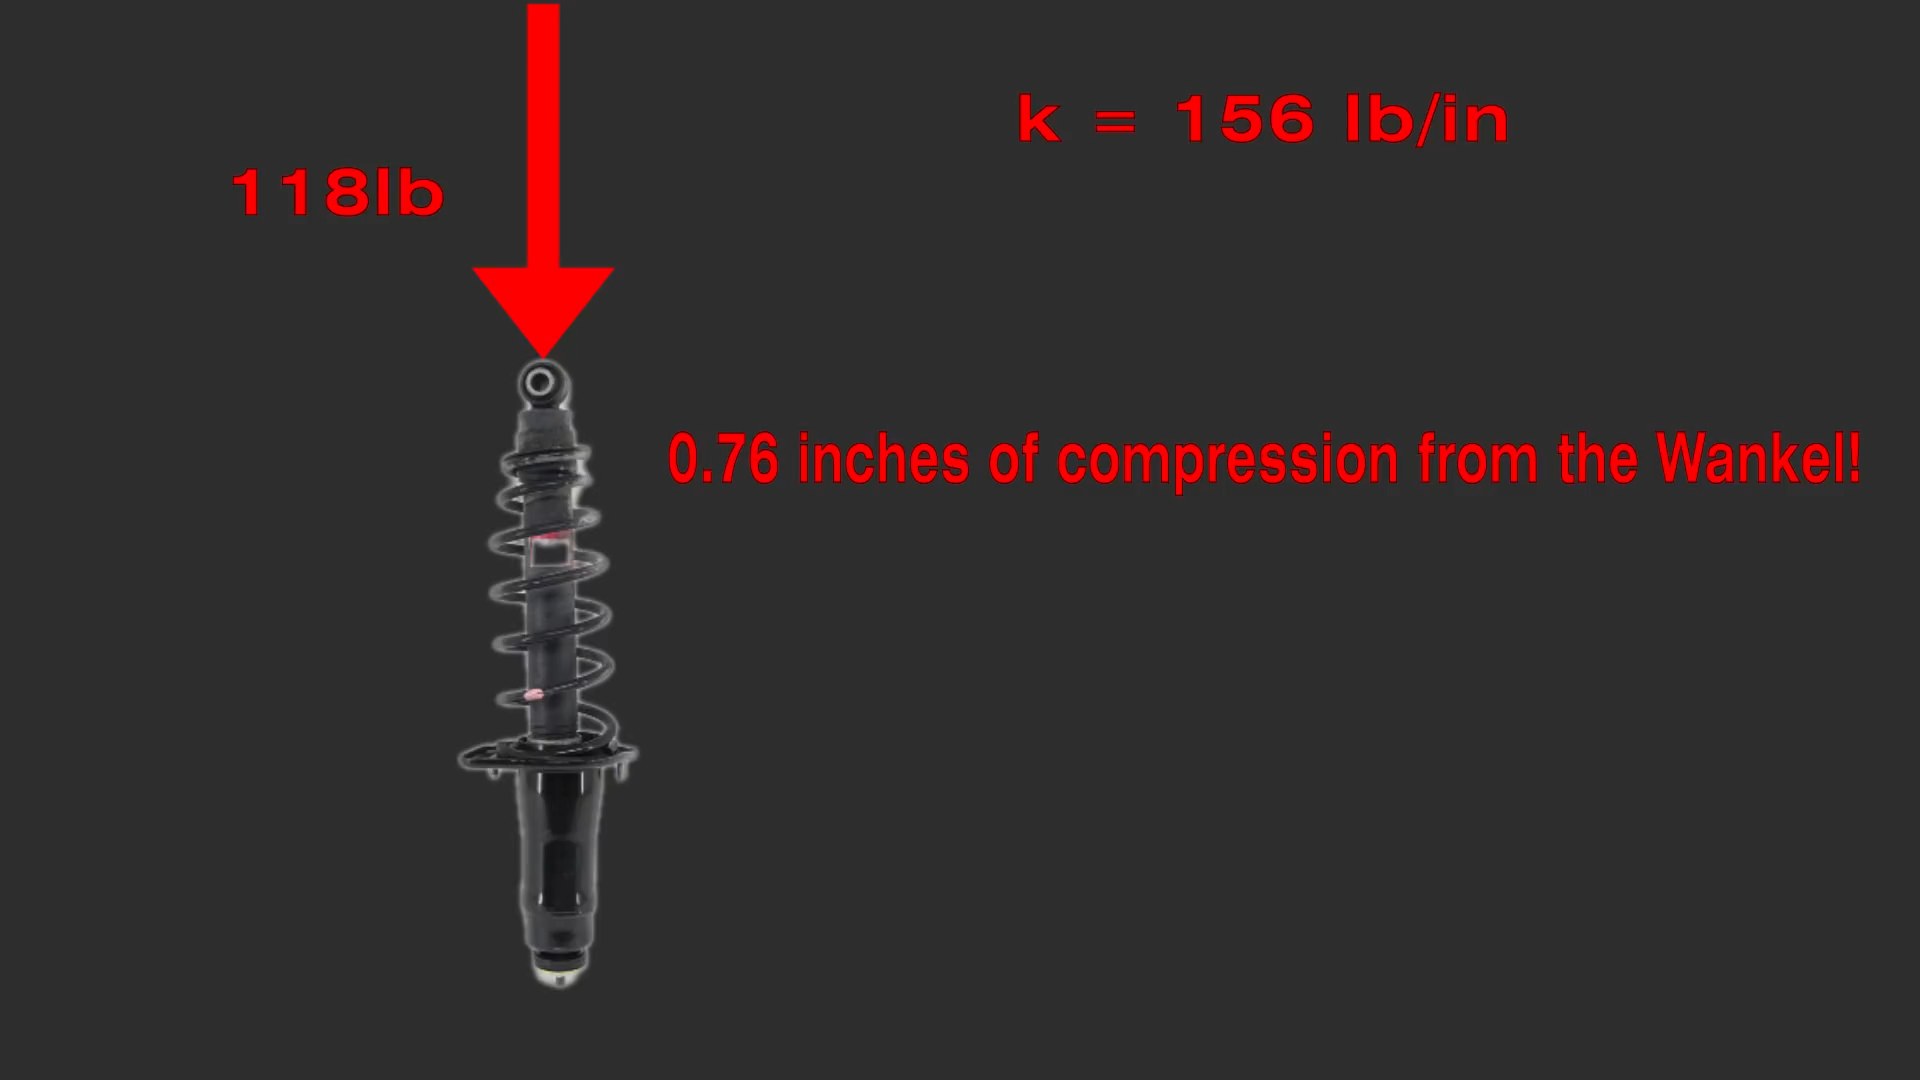 k = 156 lb/in
118lb
0.76 inches of compression from the Wankel!